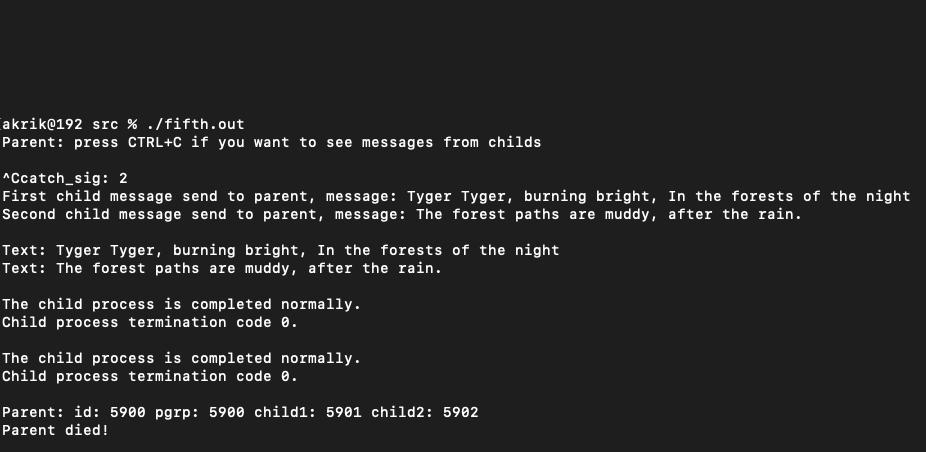 [akrik@192 src % ./fifth.out
Parent: press CTRL+C if you want to see messages from childs
^Ccatch_sig: 2
First child message send to parent, message: Tyger Tyger, burning bright, In the forests of the night
Second child message send to parent, message: The forest paths are muddy, after the rain.
Text: Tyger Tyger, burning bright, In the forests of the night
Text: The forest paths are muddy, after the rain.
The child process is completed normally.
Child process termination code 0.
The child process is completed normally.
Child process termination code 0.
Parent: id: 5900 pgrp: 5900 child1: 5901 child2: 5902
Parent died!